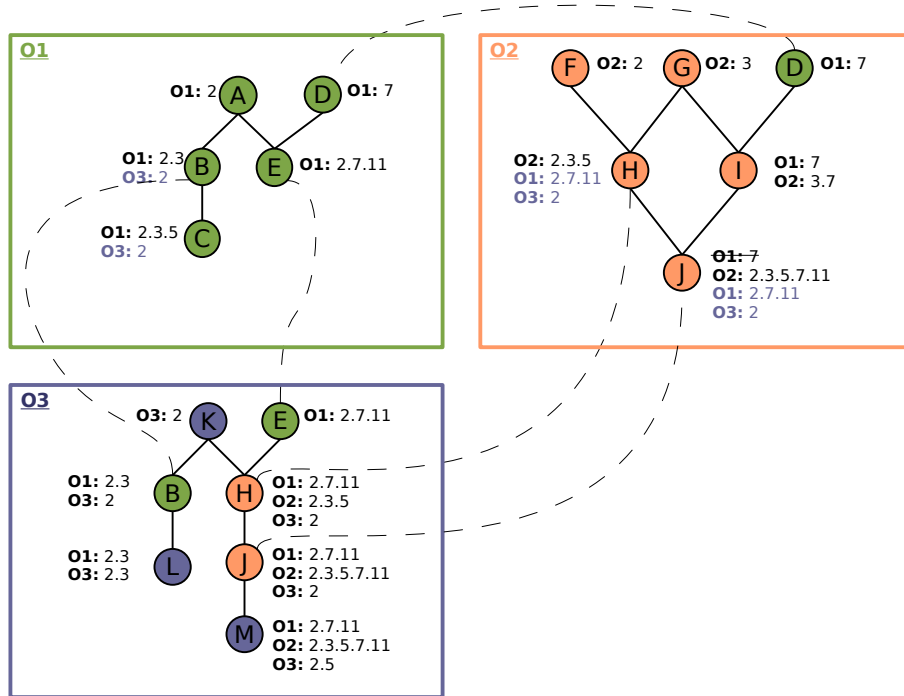 O1
A
O1: 2
D
O1: 7
B
O1: 2.3
O3: 2
E
O1: 2.7.11
C
O1: 2.3.5
O3: 2
O2
F
O2: 2
G
O2: 3
D
O1: 7
H
O2: 2.3.5
O1: 2.7.11
O3: 2
I
O1: 7
O2: 3.7
J
O1: 7
O2: 2.3.5.7.11
O1: 2.7.11
O3: 2
O3
O3: 2
K
E
O1: 2.7.11
O1: 2.3
O3: 2
B
H
O1: 2.7.11
O2: 2.3.5
O3: 2
O1: 2.3
O3: 2.3
L
J
O1: 2.7.11
O2: 2.3.5.7.11
O3: 2
M
O1: 2.7.11
O2: 2.3.5.7.11
O3: 2.5